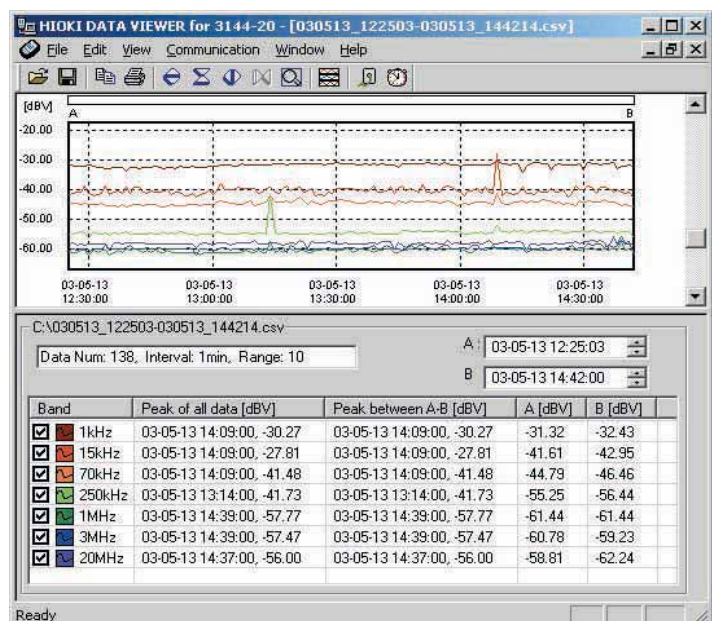 HIOKI DATA VIEWER for 3144-20 - [030513_122503-030513_144214.csv]
File Edit View Communication Window Help
[dBV]
A B
-20.00
-30.00
-40.00
-50.00
-60.00
03-05-13 03-05-13 03-05-13 03-05-13 03-05-13
12:30:00 13:00:00 13:30:00 14:00:00 14:30:00
C:\030513_122503-030513_144214.csv
Data Num: 138, Interval: 1min, Range: 10
A : 03-05-13 12:25:03
B 03-05-13 14:42:00
Band Peak of all data [dBV] Peak between A-B [dBV] A [dBV] B [dBV]
1kHz 03-05-13 14:09:00, -30.27 03-05-13 14:09:00, -30.27 -31.32 -32.43
15kHz 03-05-13 14:09:00, -27.81 03-05-13 14:09:00, -27.81 -41.61 -42.95
70kHz 03-05-13 14:09:00, -41.48 03-05-13 14:09:00, -41.48 -44.79 -46.46
250kHz 03-05-13 13:14:00, -41.73 03-05-13 13:14:00, -41.73 -55.25 -56.44
1MHz 03-05-13 14:39:00, -57.77 03-05-13 14:39:00, -57.77 -61.44 -61.44
3MHz 03-05-13 14:39:00, -57.47 03-05-13 14:39:00, -57.47 -60.78 -59.23
20MHz 03-05-13 14:37:00, -56.00 03-05-13 14:37:00, -56.00 -58.81 -62.24
Ready